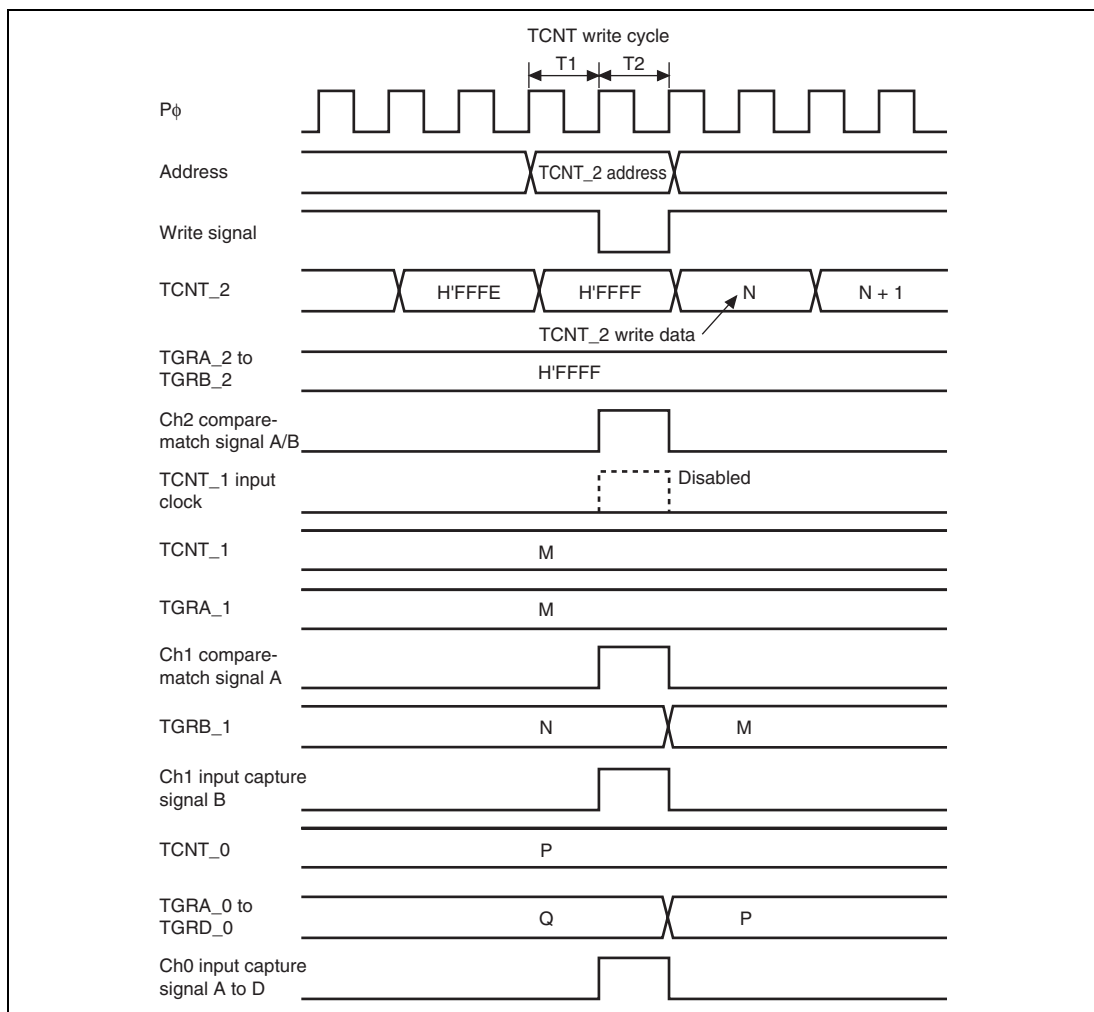 TCNT write cycle
T1 T2
Pφ
Address
TCNT_2 address
Write signal
TCNT_2
H'FFFE H'FFFF N N + 1
TCNT_2 write data
TGRA_2 to
TGRB_2
H'FFFF
Ch2 compare-
match signal A/B
TCNT_1 input
clock
Disabled
TCNT_1
M
TGRA_1
M
Ch1 compare-
match signal A
TGRB_1
N M
Ch1 input capture
signal B
TCNT_0
P
TGRA_0 to
TGRD_0
Q P
Ch0 input capture
signal A to D